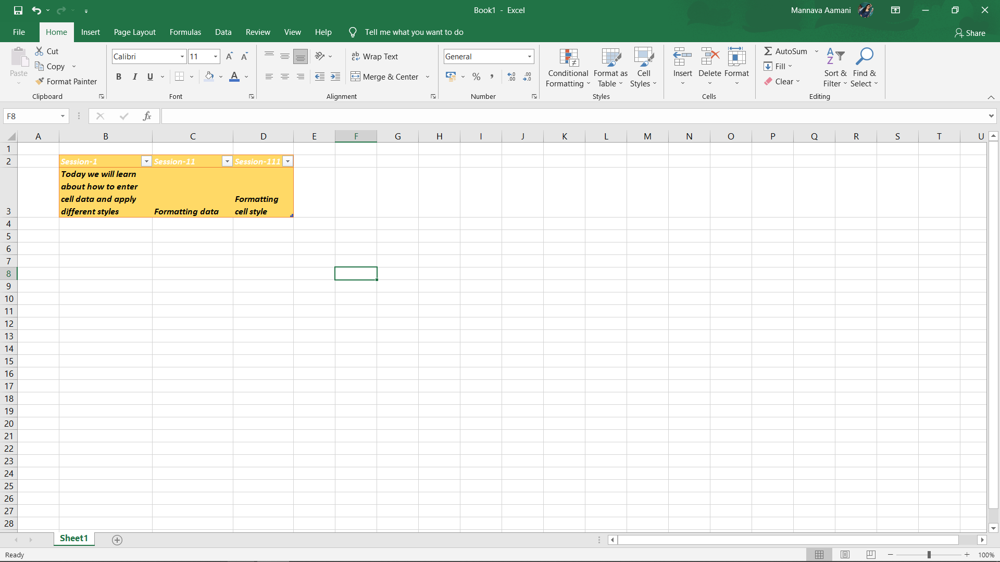 Book1 - Excel
Mannava Aamani
File Home Insert Page Layout Formulas Data Review View Help Tell me what you want to do
Share
Paste
Cut
Copy
Format Painter
Clipboard
Calibri 11 A A
B I U A
Font
ab Wrap Text
Merge & Center
Alignment
General
% , .00 .00
Number
Conditional Formatting
Format as Table
Cell Styles
Styles
Insert Delete Format
Cells
AutoSum
Fill
Clear
Sort & Filter
Find & Select
Editing
F8
fx
A B C D E F G H I J K L M N O P Q R S T U
1
2 Session-1 Session-11 Session-111
Today we will learn
about how to enter
cell data and apply Formatting
3 different styles Formatting data cell style
4
5
6
7
8
9
10
11
12
13
14
15
16
17
18
19
20
21
22
23
24
25
26
27
28
Sheet1
Ready
100%